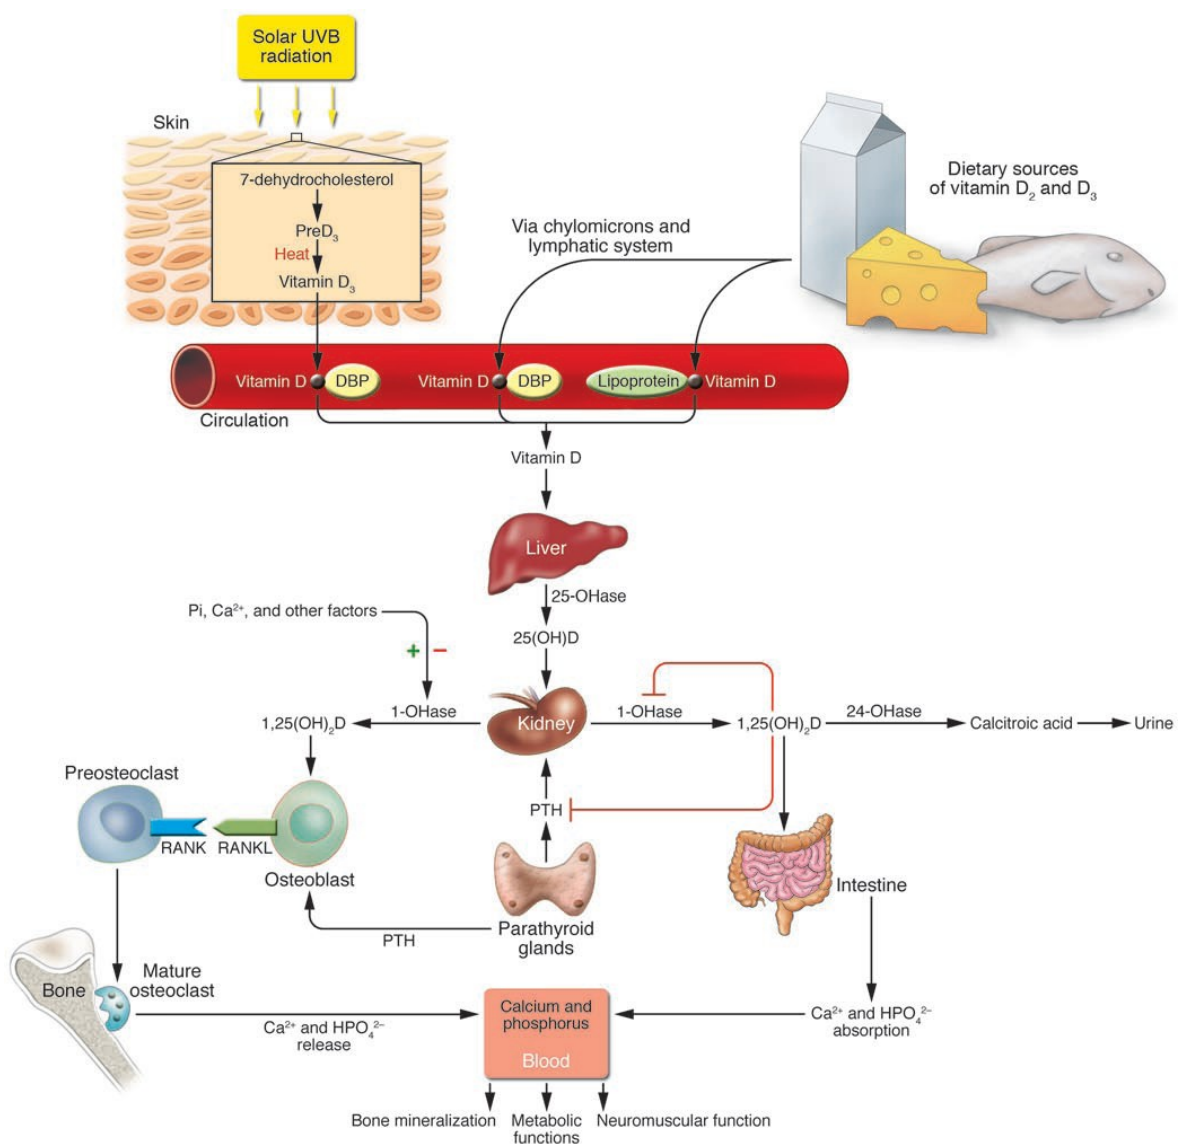 Solar UVB
radiation
Skin
7-dehydrocholesterol
PreD₃
Heat
Vitamin D₃
Via chylomicrons and
lymphatic system
Dietary sources
of vitamin D₂ and D₃
Vitamin D
DBP
Vitamin D
DBP
Lipoprotein
Vitamin D
Circulation
Vitamin D
Liver
25-OHase
25(OH)D
Pi, Ca²⁺, and other factors
+ −
1,25(OH)₂D
1-OHase
Kidney
1-OHase
1,25(OH)₂D
24-OHase
Calcitroic acid
Urine
Preosteoclast
RANK
RANKL
Osteoblast
PTH
Parathyroid
glands
PTH
Intestine
Bone
Mature
osteoclast
Ca²⁺ and HPO₄²⁻
release
Calcium and
phosphorus
Blood
Ca²⁺ and HPO₄²⁻
absorption
Bone mineralization
Metabolic
functions
Neuromuscular function